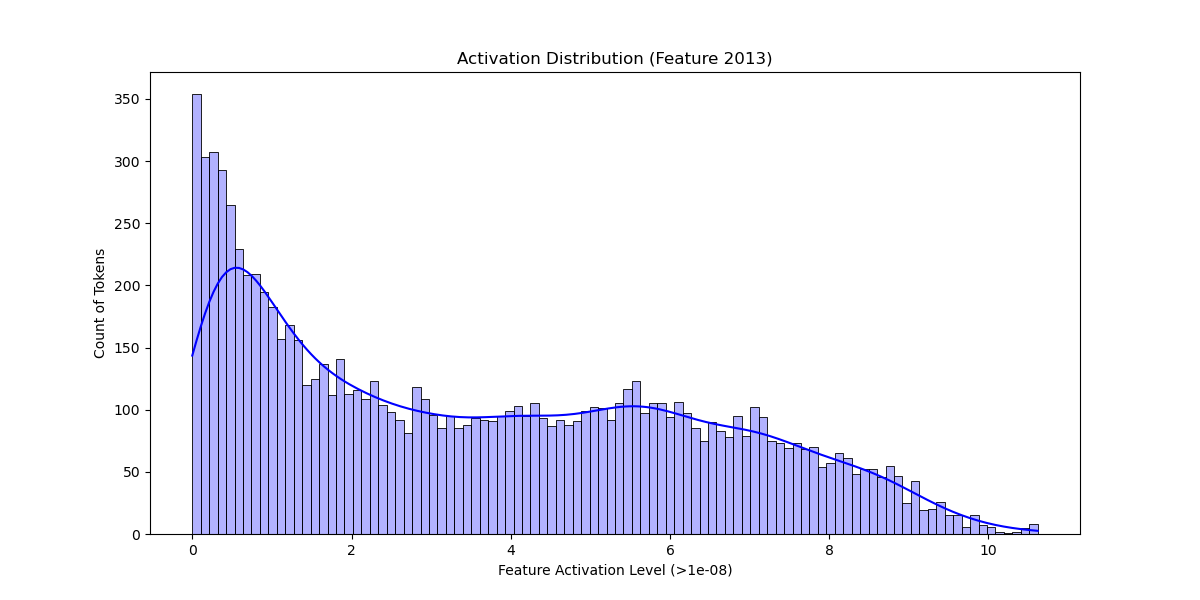 Activation Distribution (Feature 2013)
350
300
250
200
150
100
50
0
Count of Tokens
0 2 4 6 8 10
Feature Activation Level (>1e-08)